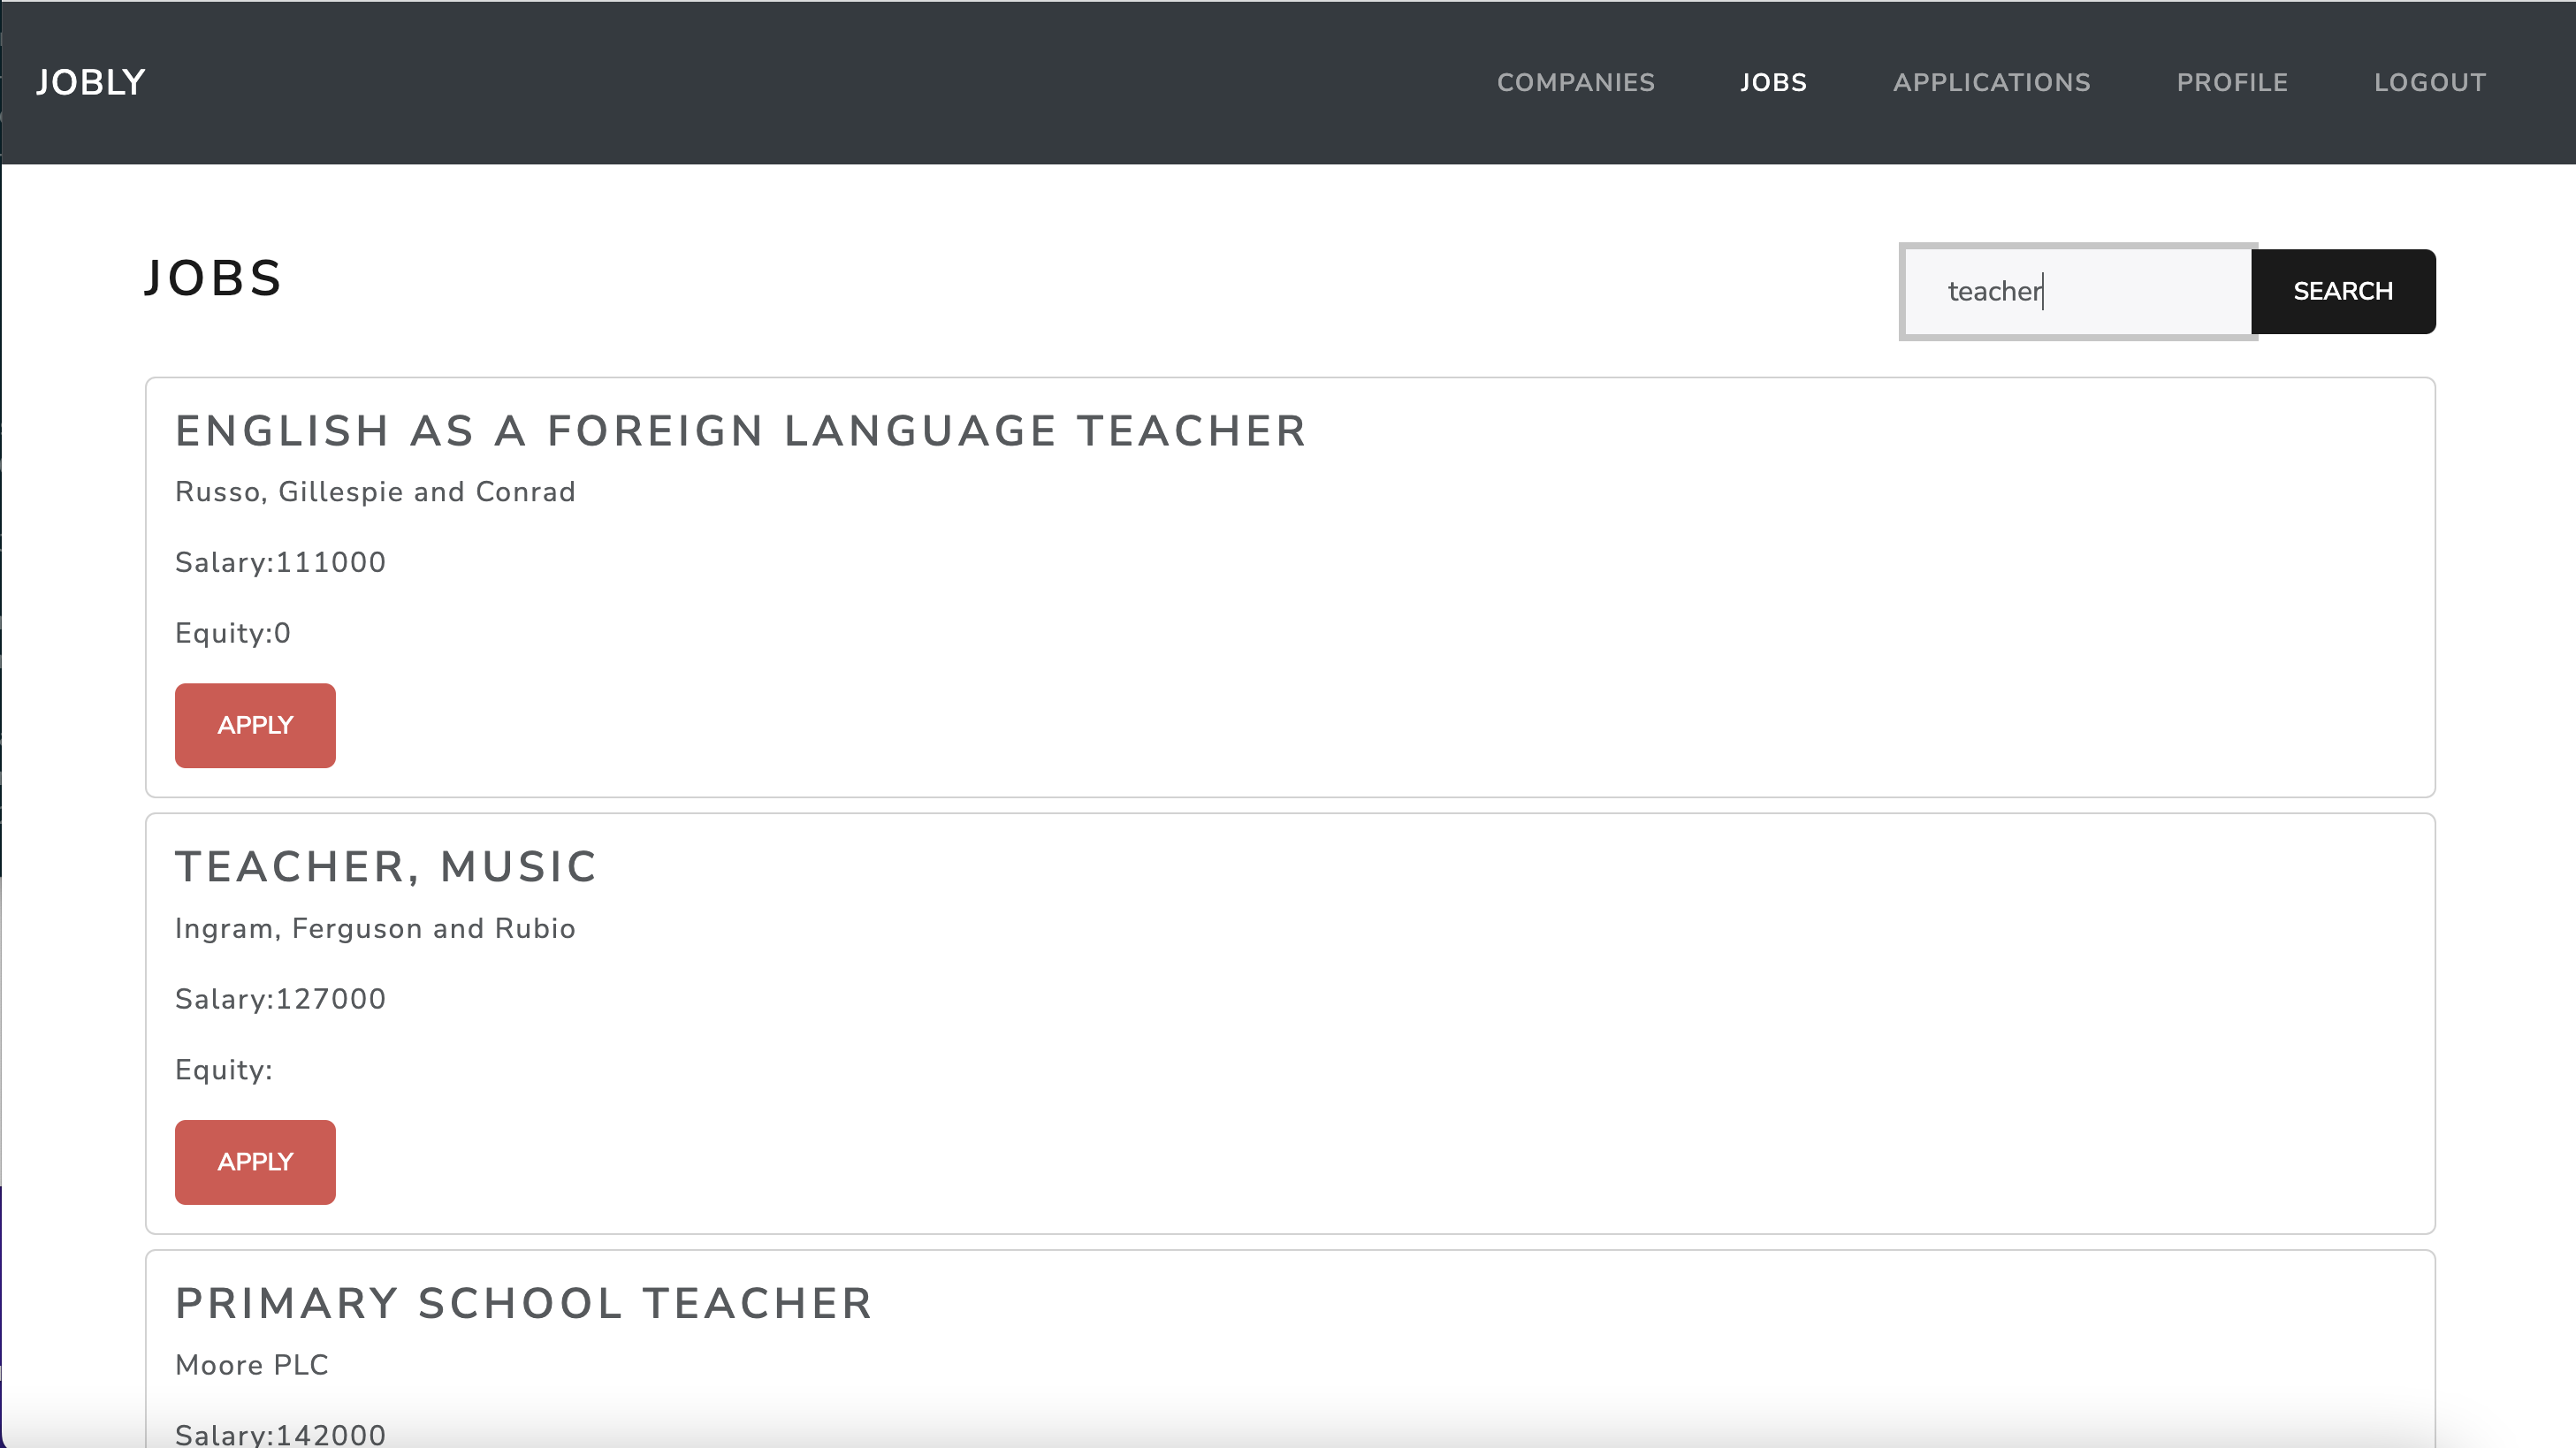 JOBLY COMPANIES JOBS APPLICATIONS PROFILE LOGOUT
JOBS teacher SEARCH
ENGLISH AS A FOREIGN LANGUAGE TEACHER
Russo, Gillespie and Conrad
Salary:111000
Equity:0
APPLY
TEACHER, MUSIC
Ingram, Ferguson and Rubio
Salary:127000
Equity:
APPLY
PRIMARY SCHOOL TEACHER
Moore PLC
Salary:142000